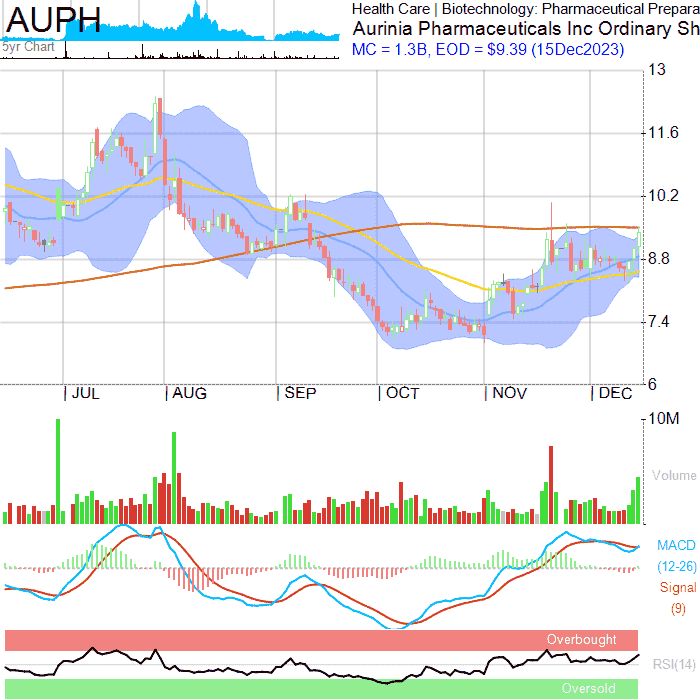 AUPH
5yr Chart
Health Care | Biotechnology: Pharmaceutical Prepara
Aurinia Pharmaceuticals Inc Ordinary Sh
MC = 1.3B, EOD = $9.39 (15Dec2023)
13
11.6
10.2
8.8
7.4
6
JUL AUG SEP OCT NOV DEC
10M
Volume
MACD
(12-26)
Signal
(9)
Overbought
RSI(14)
Oversold